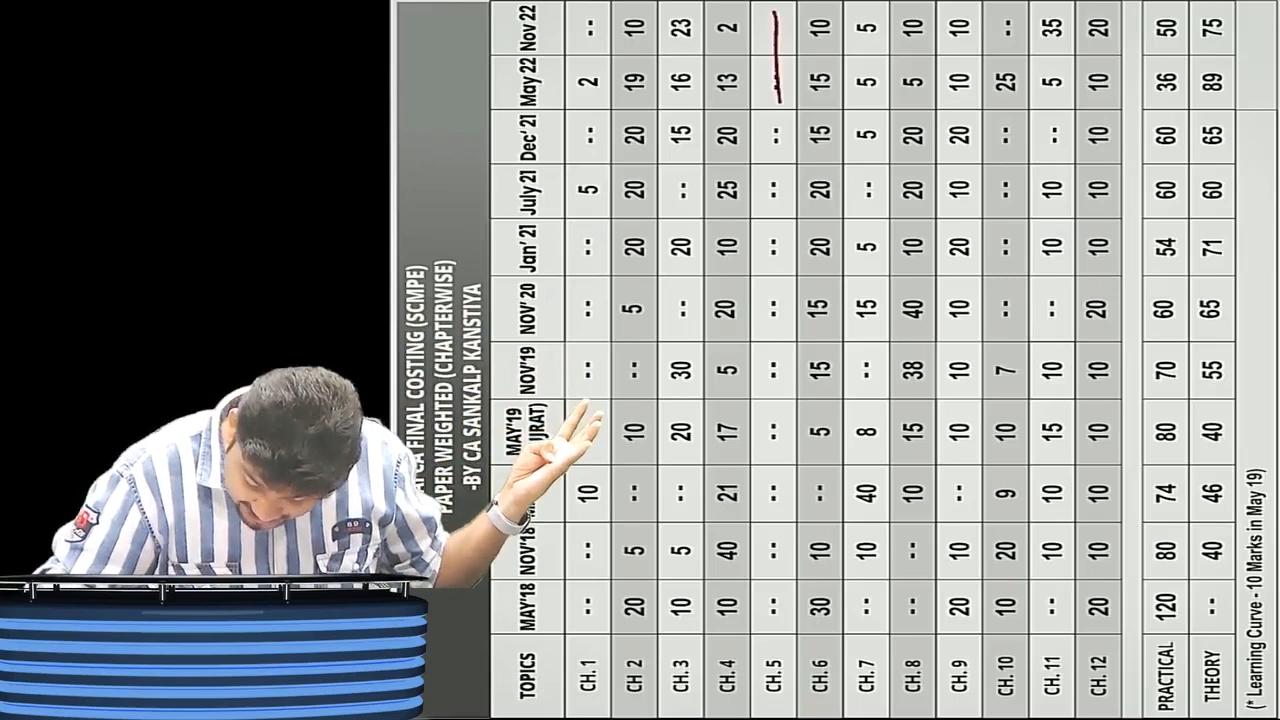 CA FINAL COSTING (SCMPE)
PAPER WEIGHTED (CHAPTERWISE)
-BY CA SANKALP KANSTIYA
TOPICS MAY'18 NOV'18 MAY'19 NOV'19 NOV'20 Jan'21 July 21 Dec'21 May 22 Nov 22
CH. 1 -- -- 10 -- -- -- 5 -- 2 --
CH 2 20 5 -- 10 -- 5 20 20 20 19 10
CH. 3 10 5 -- 20 30 -- 20 -- 15 16 23
CH. 4 10 40 21 17 5 20 10 25 20 13 2
CH. 5 -- -- -- -- -- -- -- -- --
CH. 6 30 10 -- 5 15 15 20 20 15 15 10
CH. 7 -- 10 40 8 -- 15 5 -- 5 5 5
CH. 8 -- -- 10 15 38 40 10 20 20 5 10
CH. 9 20 10 -- 10 10 10 20 10 20 10 10
CH. 10 10 20 9 10 7 -- -- -- -- 25 --
CH. 11 -- 10 10 15 10 -- 10 10 -- 5 35
CH. 12 20 10 10 10 10 20 10 10 10 10 20
PRACTICAL 120 80 74 80 70 60 54 60 60 36 50
THEORY -- 40 46 40 55 65 71 60 65 89 75
(* Learning Curve - 10 Marks in May 19)